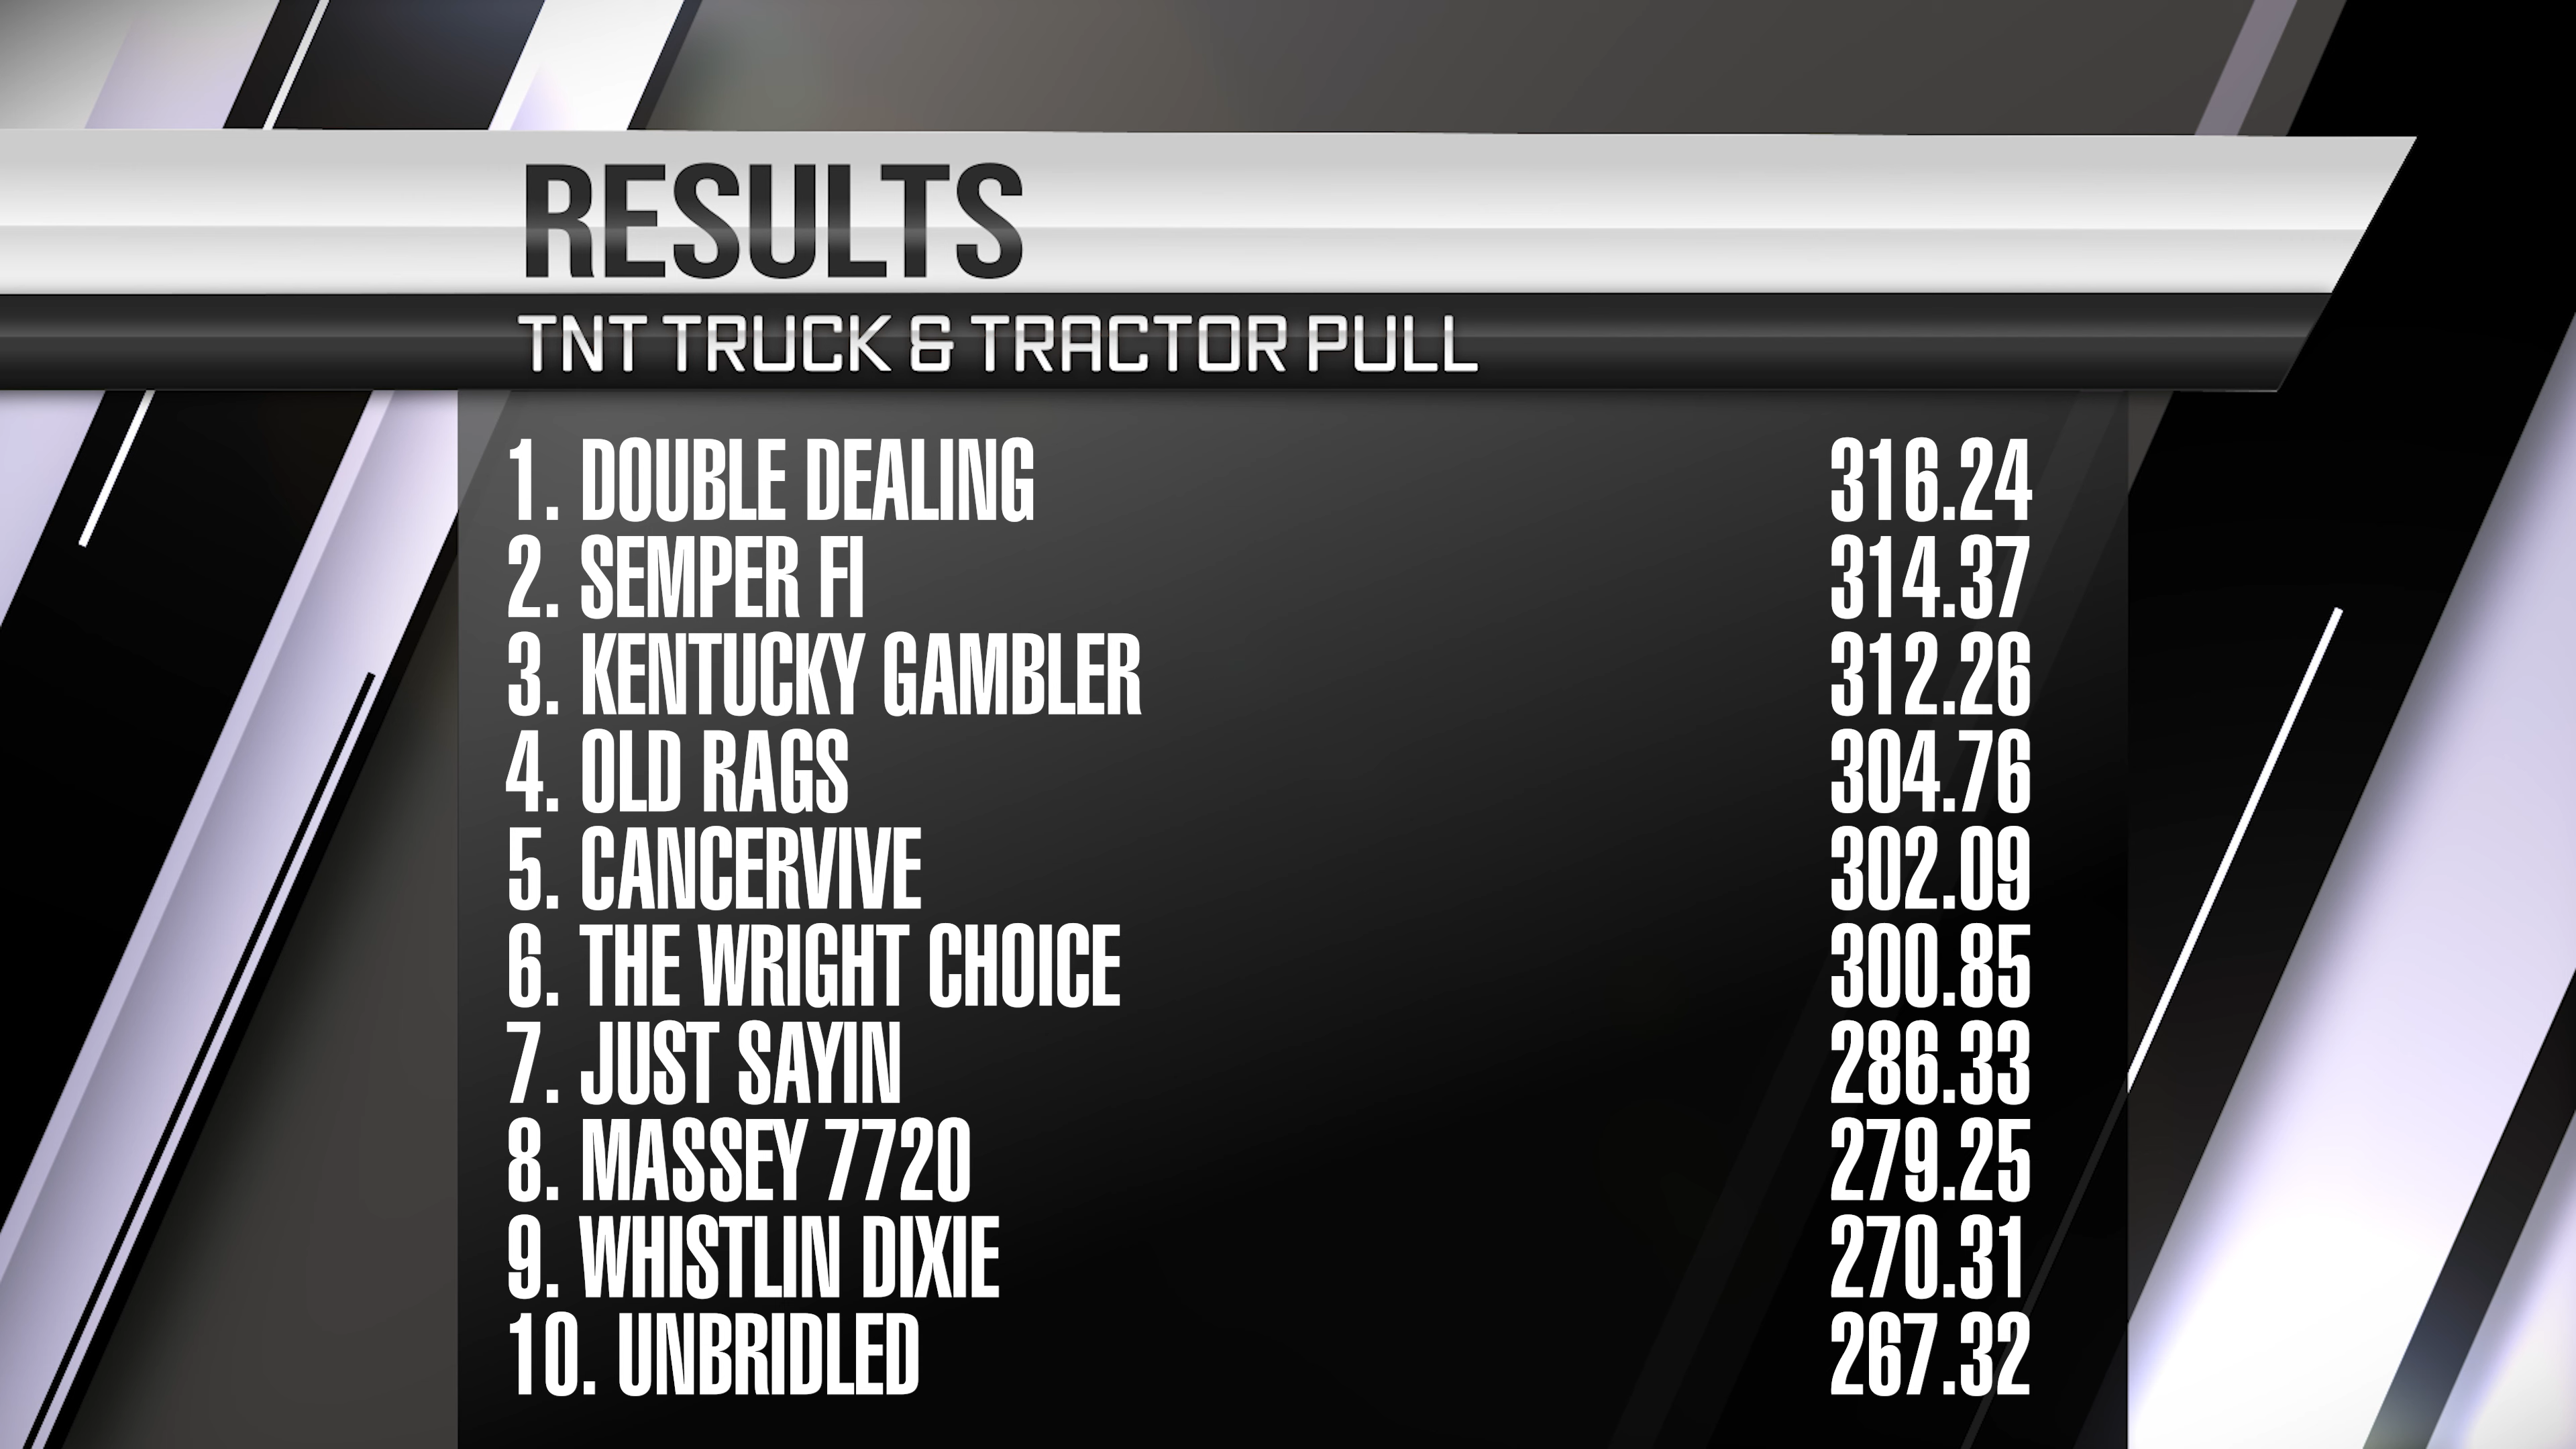 RESULTS
TNT TRUCK & TRACTOR PULL
1. DOUBLE DEALING 316.24
2. SEMPER FI 314.37
3. KENTUCKY GAMBLER 312.26
4. OLD RAGS 304.76
5. CANCERVIVE 302.09
6. THE WRIGHT CHOICE 300.85
7. JUST SAYIN 286.33
8. MASSEY 7720 279.25
9. WHISTLIN DIXIE 270.31
10. UNBRIDLED 267.32